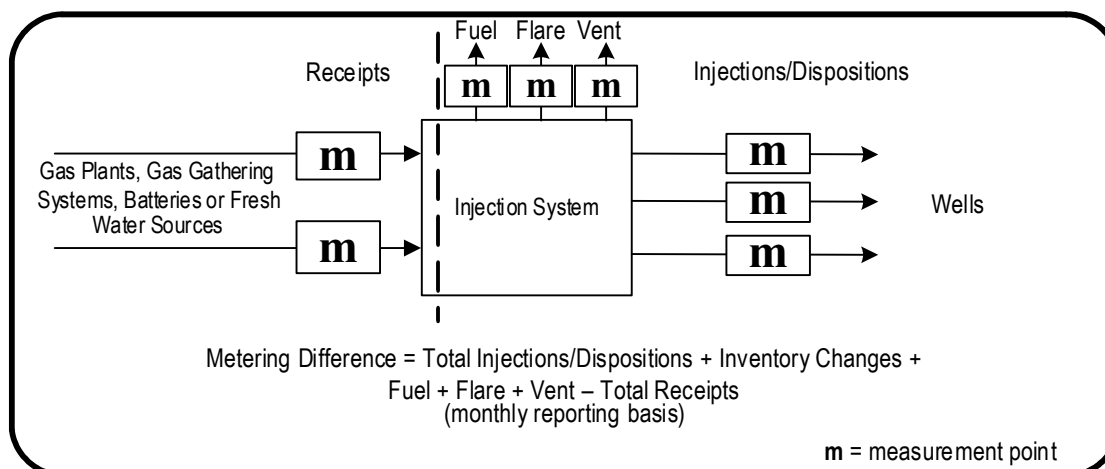 Fuel Flare Vent
Receipts
Injections/Dispositions
m m m
m
m
Gas Plants, Gas Gathering
Systems, Batteries or Fresh
Water Sources
m
Injection System
m
Wells
m
m
Metering Difference = Total Injections/Dispositions + Inventory Changes +
Fuel + Flare + Vent – Total Receipts
(monthly reporting basis)
m = measurement point